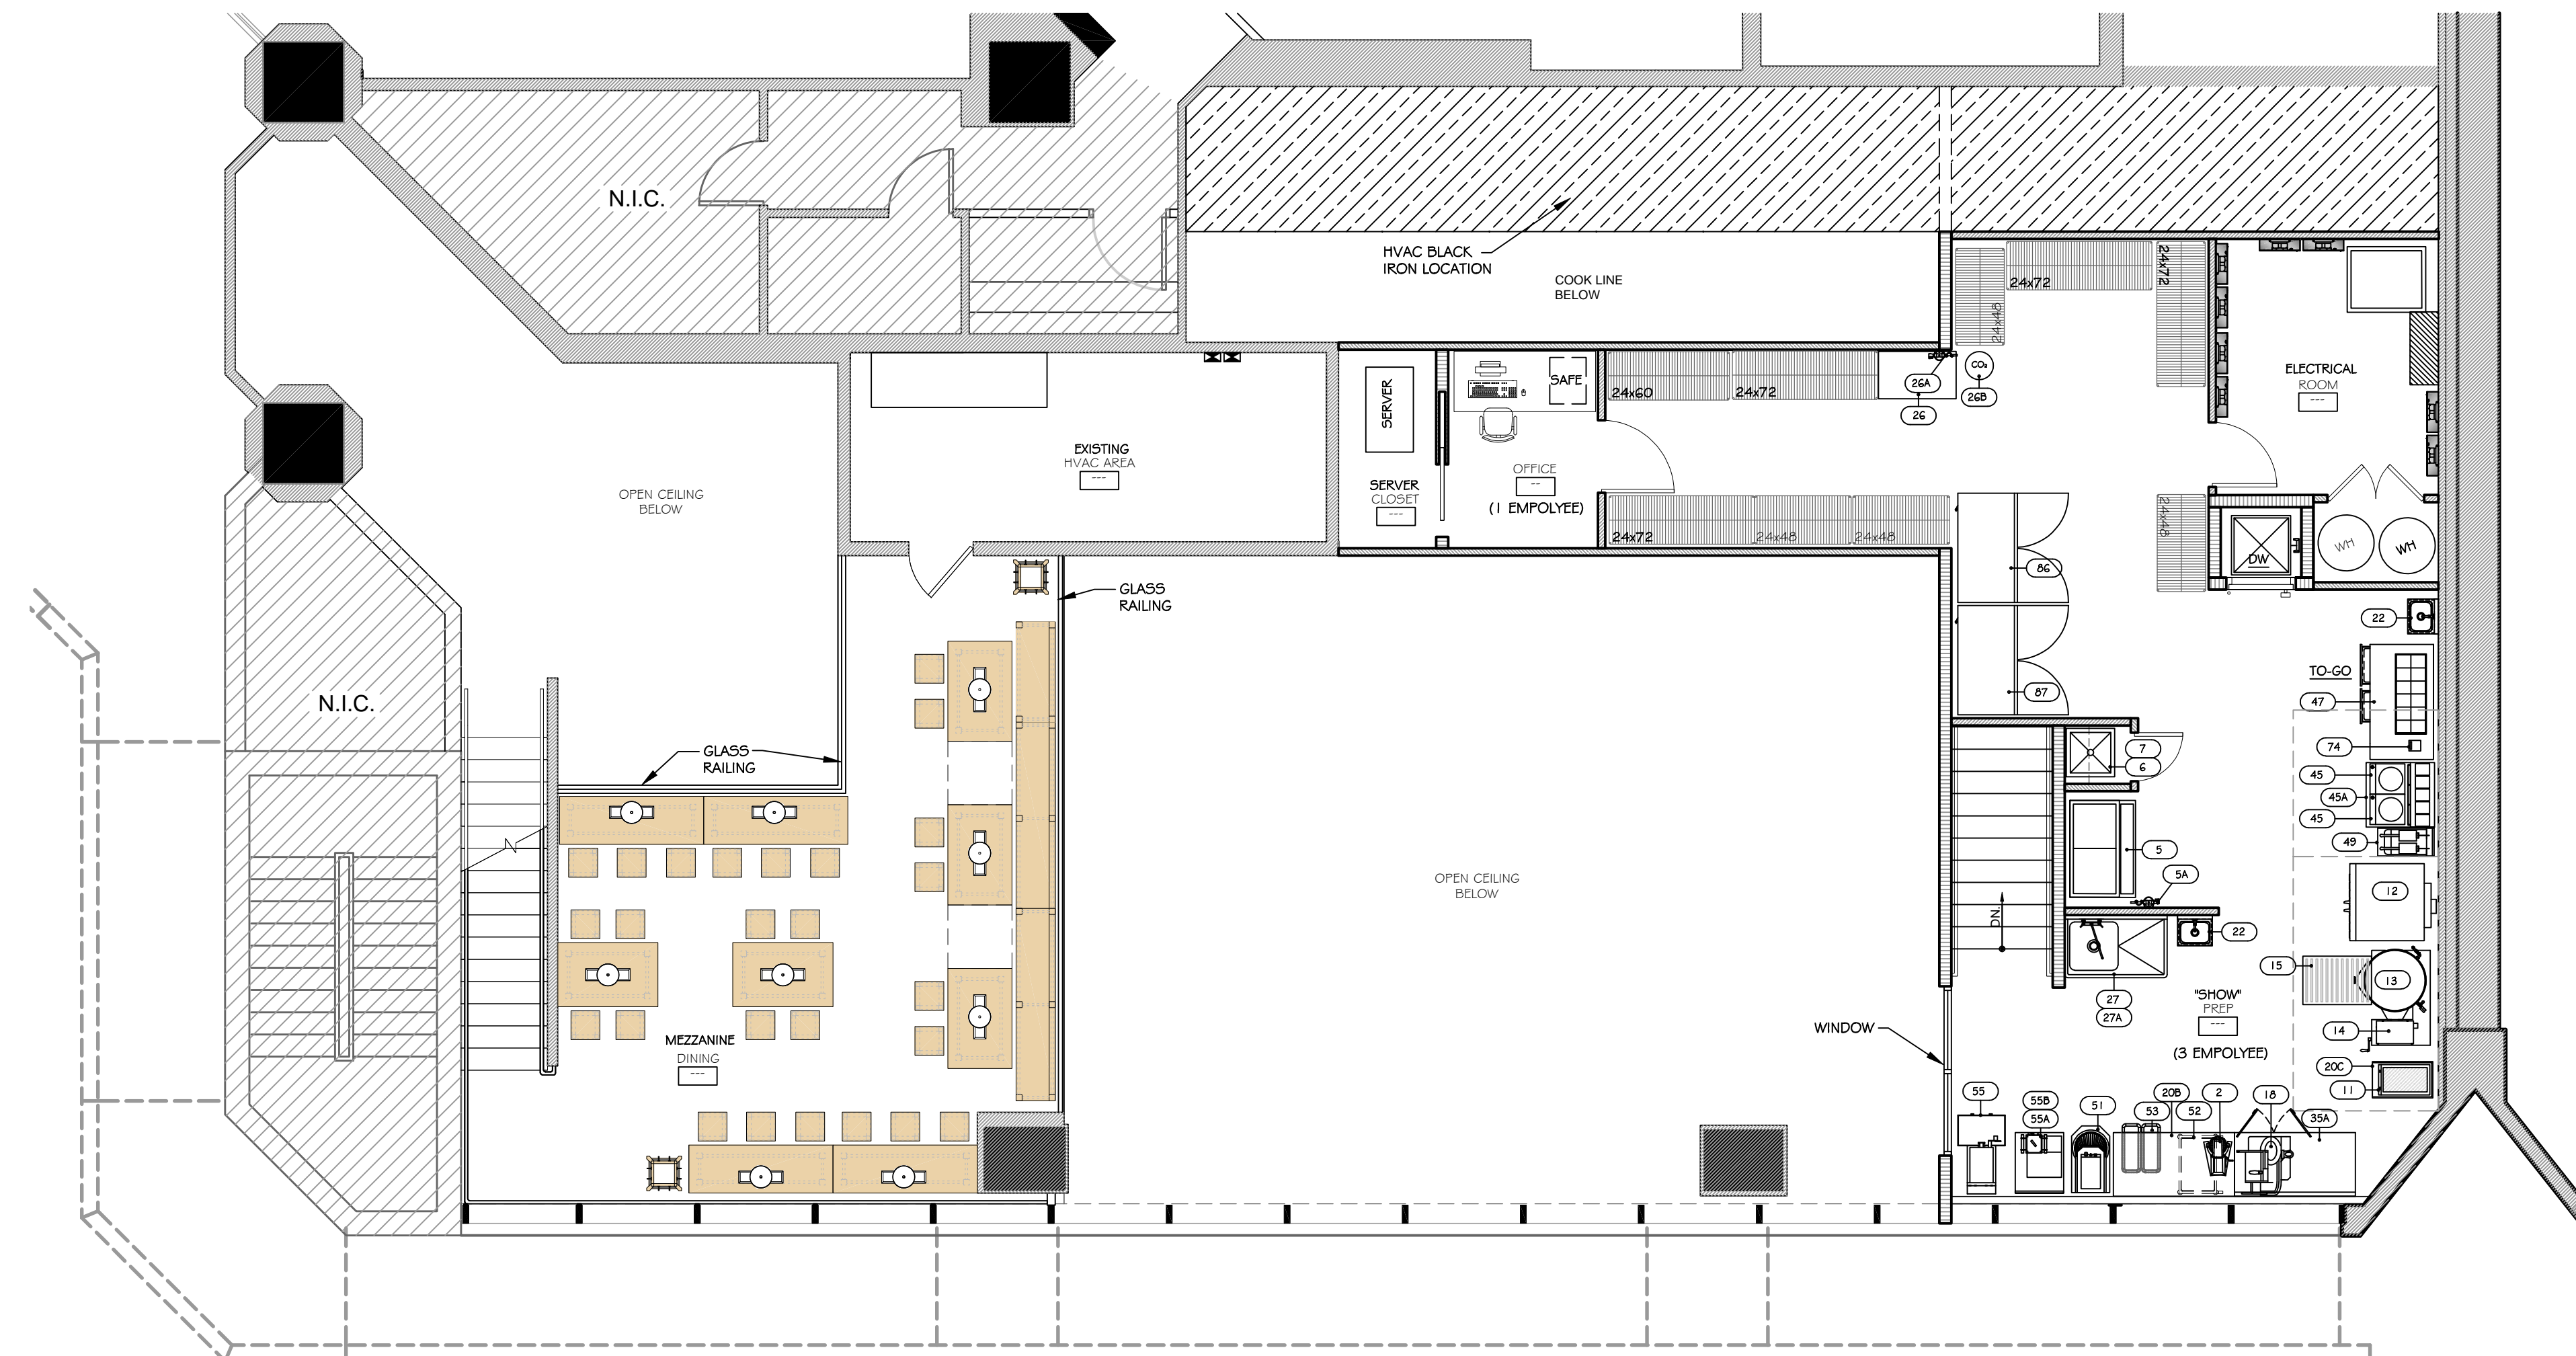 N.I.C.
HVAC BLACK
IRON LOCATION
COOK LINE
BELOW
24x72
24x72
24x48
ELECTRICAL
ROOM
---
SERVER
SAFE
24x60
24x72
26A
26
CO₂
26B
EXISTING
HVAC AREA
---
SERVER
CLOSET
---
OFFICE
--
(1 EMPOLYEE)
24x72
24x48
24x48
24x48
DW
WH
WH
OPEN CEILING
BELOW
GLASS
RAILING
86
87
22
TO-GO
47
74
45
45A
45
49
N.I.C.
GLASS
RAILING
7
6
5
5A
12
OPEN CEILING
BELOW
DN.
22
27
27A
15
13
14
"SHOW"
PREP
---
(3 EMPOLYEE)
WINDOW
MEZZANINE
DINING
---
20C
11
55
55B
55A
51
53
20B
52
2
18
35A